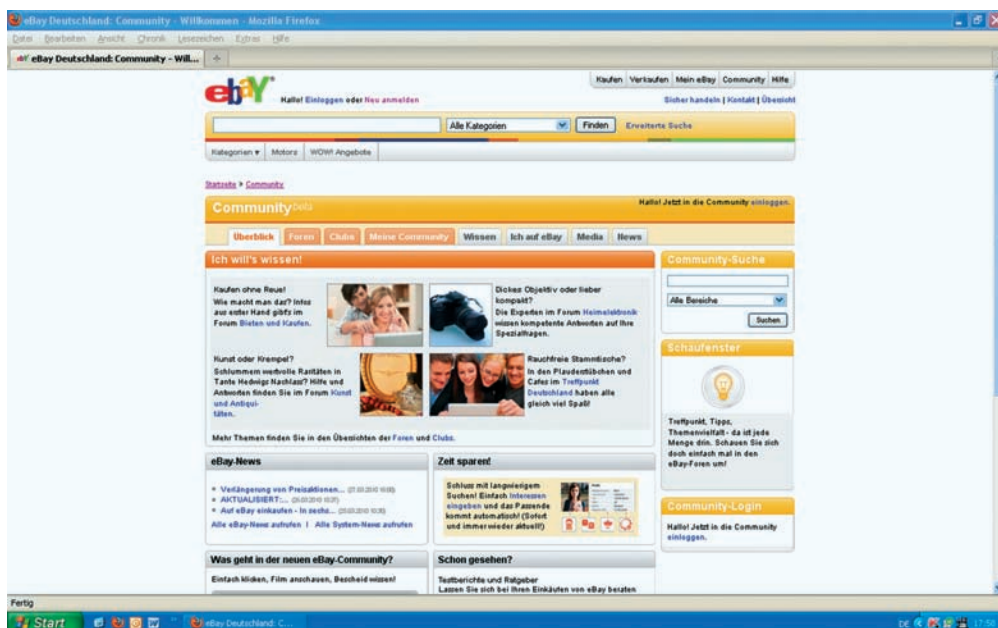 eBay Deutschland: Community - Willkommen - Mozilla Firefox
Datei Bearbeiten Ansicht Chronik Lesezeichen Extras Hilfe
eBay Deutschland: Community - Will...
Kaufen Verkaufen Mein eBay Community Hilfe
ebaY Hallo! Einloggen oder Neu anmelden
Sicher handeln | Kontakt | Übersicht
Alle Kategorien Finden Erweiterte Suche
Kategorien Motors WOW! Angebote
Startseite > Community
Community Beta
Hallo! Jetzt in die Community einloggen.
Überblick Foren Clubs Meine Community Wissen Ich auf eBay Media News
Ich will's wissen!
Kaufen ohne Reue!
Wie macht man das? Infos
aus erster Hand gibt's im
Forum Bieten und Kaufen.
Dickes Objektiv oder lieber
kompakt?
Die Experten im Forum Heimelektronik
wissen kompetente Antworten auf Ihre
Spezialfragen.
Kunst oder Krempel?
Schlummern wertvolle Raritäten in
Tante Hedwigs Nachlass? Hilfe und
Antworten finden Sie im Forum Kunst
und Antiqui-
täten.
Rauchfreie Stammtische?
In den Plauderstübchen und
Cafes im Treffpunkt
Deutschland haben alle
gleich viel Spaß!
Mehr Themen finden Sie in den Übersichten der Foren und Clubs.
Community-Suche
Alle Bereiche
Suchen
Schaufenster
Treffpunkt, Tipps,
Themenvielfalt - da ist jede
Menge drin. Schauen Sie sich
doch einfach mal in den
eBay-Foren um!
Community-Login
Hallo! Jetzt in die Community
einloggen.
eBay-News
Verlängerung von Preisaktionen...
AKTUALISIERT:...
Auf eBay einkaufen - In sechs...
Alle eBay-News aufrufen | Alle System-News aufrufen
Zeit sparen!
Schluss mit langwierigem
Suchen! Einfach Interessen
eingeben und das Passende
kommt automatisch! (Sofort
und immer wieder aktuell!)
Was geht in der neuen eBay-Community?
Einfach klicken, Film anschauen, Bescheid wissen!
Schon gesehen?
Testberichte und Ratgeber
Lassen Sie sich bei Ihren Einkäufen von eBay beraten
Fertig
Start eBay Deutschland: C... DE 17:50